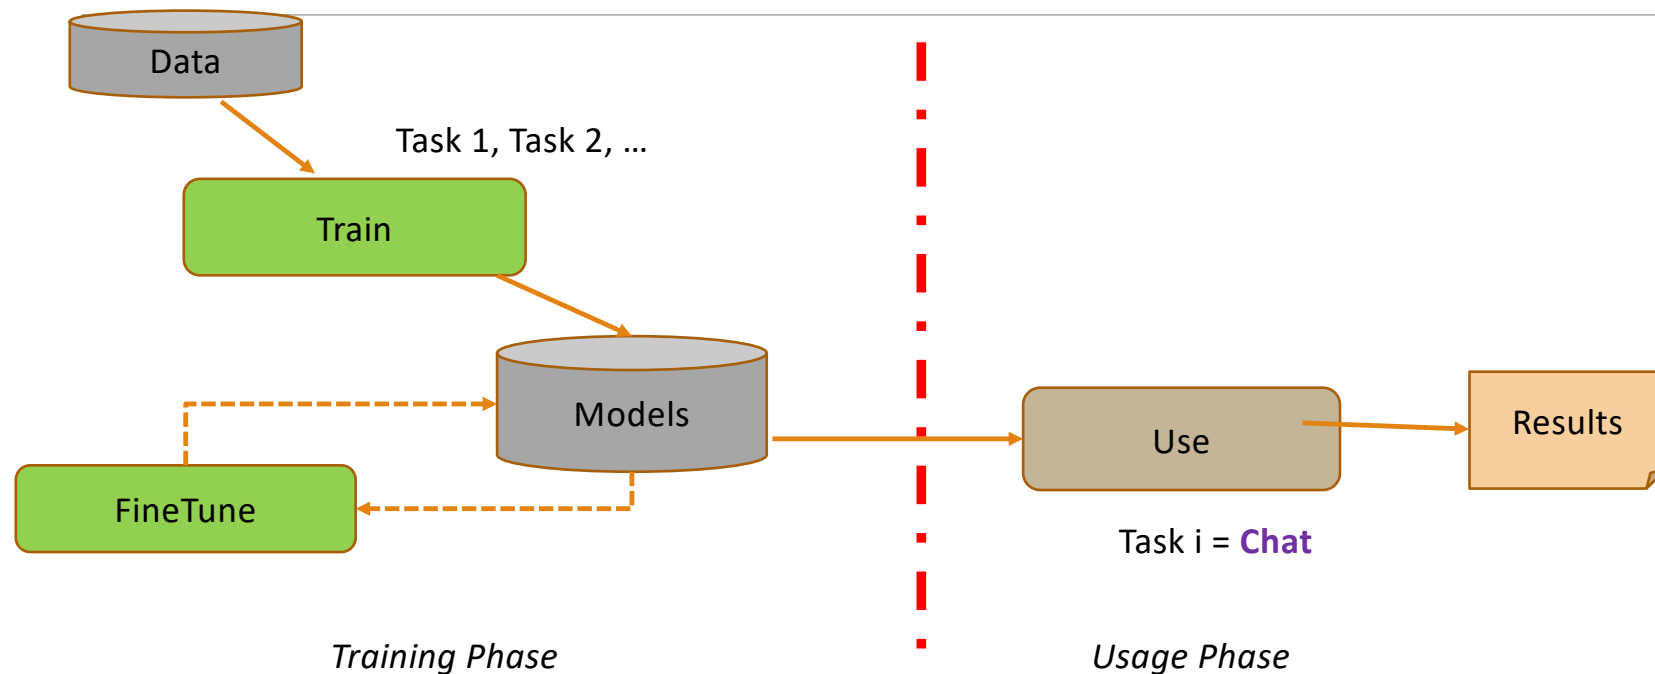 Data
Task 1, Task 2, …
Train
Models
FineTune
Use
Results
Task i = Chat
Training Phase
Usage Phase